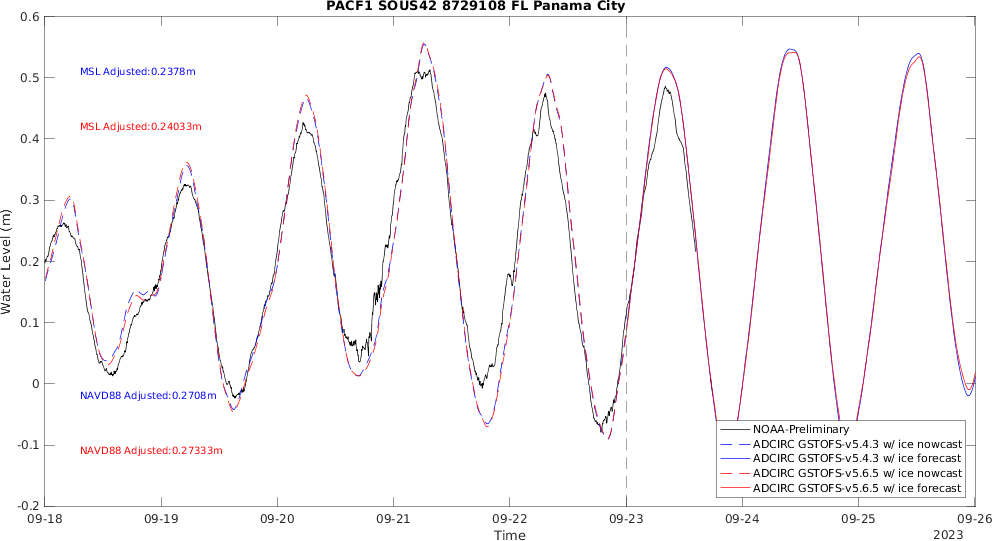 PACF1 SOUS42 8729108 FL Panama City
0.6
0.5
0.4
0.3
0.2
0.1
0
-0.1
-0.2
Water Level (m)
MSL Adjusted:0.2378m
MSL Adjusted:0.24033m
NAVD88 Adjusted:0.2708m
NAVD88 Adjusted:0.27333m
NOAA-Preliminary
ADCIRC GSTOFS-v5.4.3 w/ ice nowcast
ADCIRC GSTOFS-v5.4.3 w/ ice forecast
ADCIRC GSTOFS-v5.6.5 w/ ice nowcast
ADCIRC GSTOFS-v5.6.5 w/ ice forecast
09-18 09-19 09-20 09-21 09-22 09-23 09-24 09-25 09-26
Time
2023